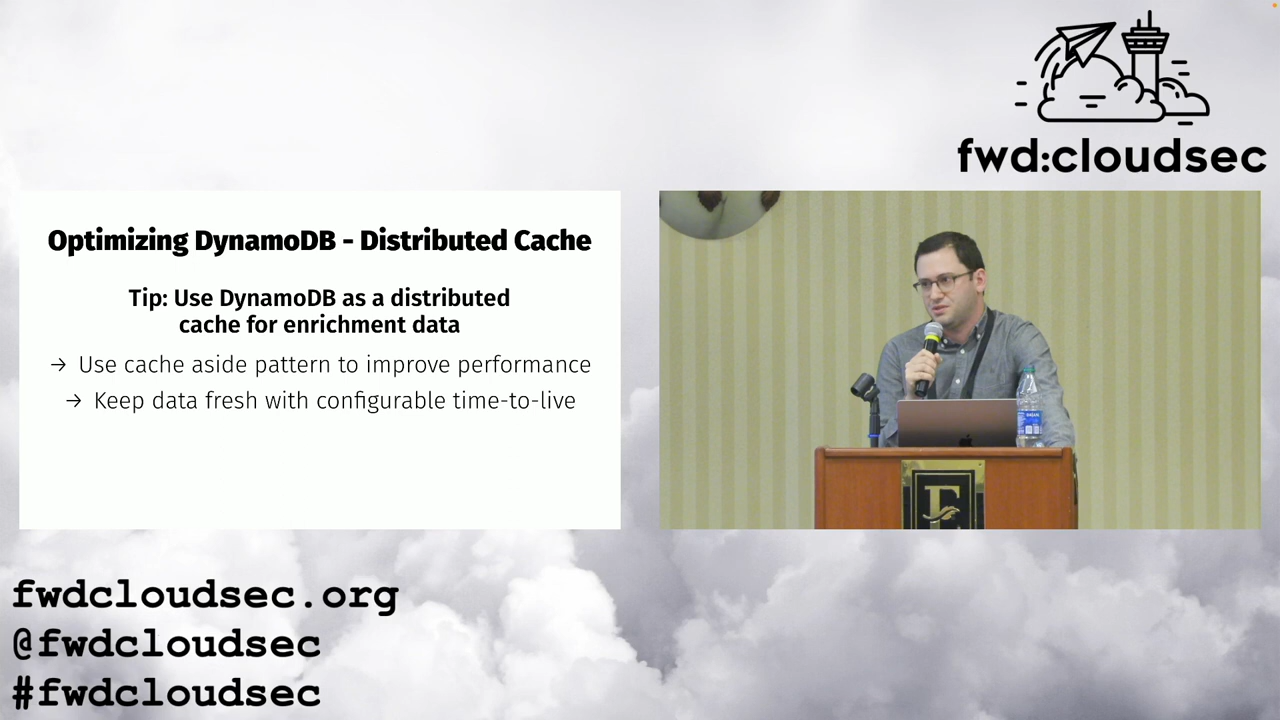 fwd:cloudsec
Optimizing DynamoDB - Distributed Cache
Tip: Use DynamoDB as a distributed
cache for enrichment data
→ Use cache aside pattern to improve performance
→ Keep data fresh with configurable time-to-live
E
fwdcloudsec.org
@fwdcloudsec
#fwdcloudsec